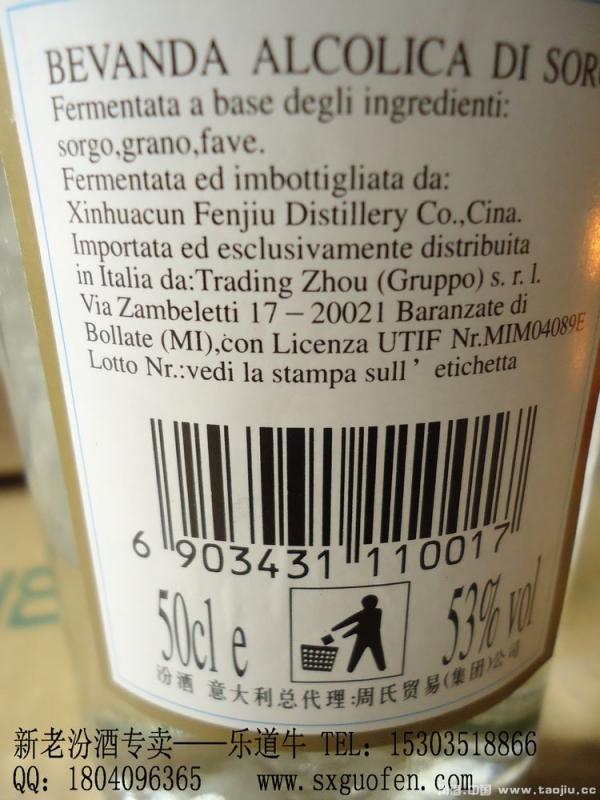 BEVANDA ALCOLICA DI
Fermentata a base degli ingredienti:
sorgo,grano,fave.
Fermentata ed imbottigliata da:
Xinhuacun Fenjiu Distillery Co.,Cina.
Importata ed esclusivamente distribuita
in Italia da:Trading Zhou (Gruppo) s. r. l.
Via Zambeletti 17 – 20021 Baranzate di
Bollate (MI),con Licenza UTIF Nr.MIM04089E
Lotto Nr.:vedi la stampa sull' etichetta
6 903431 110017
50cl e 53% vol
汾酒 意大利总代理:周氏贸易(集团)公司
新老汾酒专卖——乐道牛 TEL: 15303518866
QQ: 1804096365 www.sxguofen.com
www.taojiu.cc